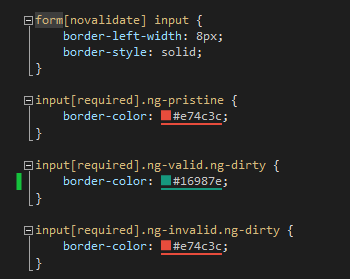 form[novalidate] input {
border-left-width: 8px;
border-style: solid;
}
input[required].ng-pristine {
border-color: #e74c3c;
}
input[required].ng-valid.ng-dirty {
border-color: #16987e;
}
input[required].ng-invalid.ng-dirty {
border-color: #e74c3c;
}